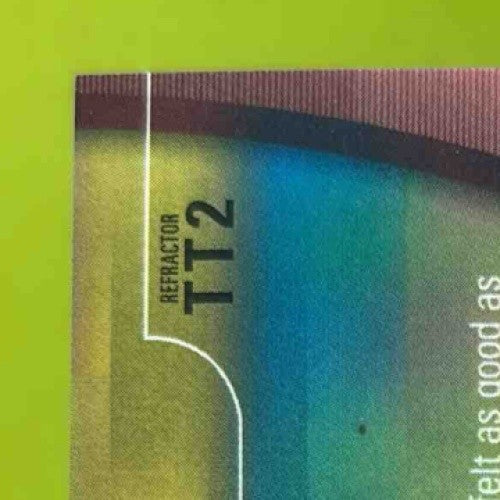 REFRACTOR
TT2
felt as good as